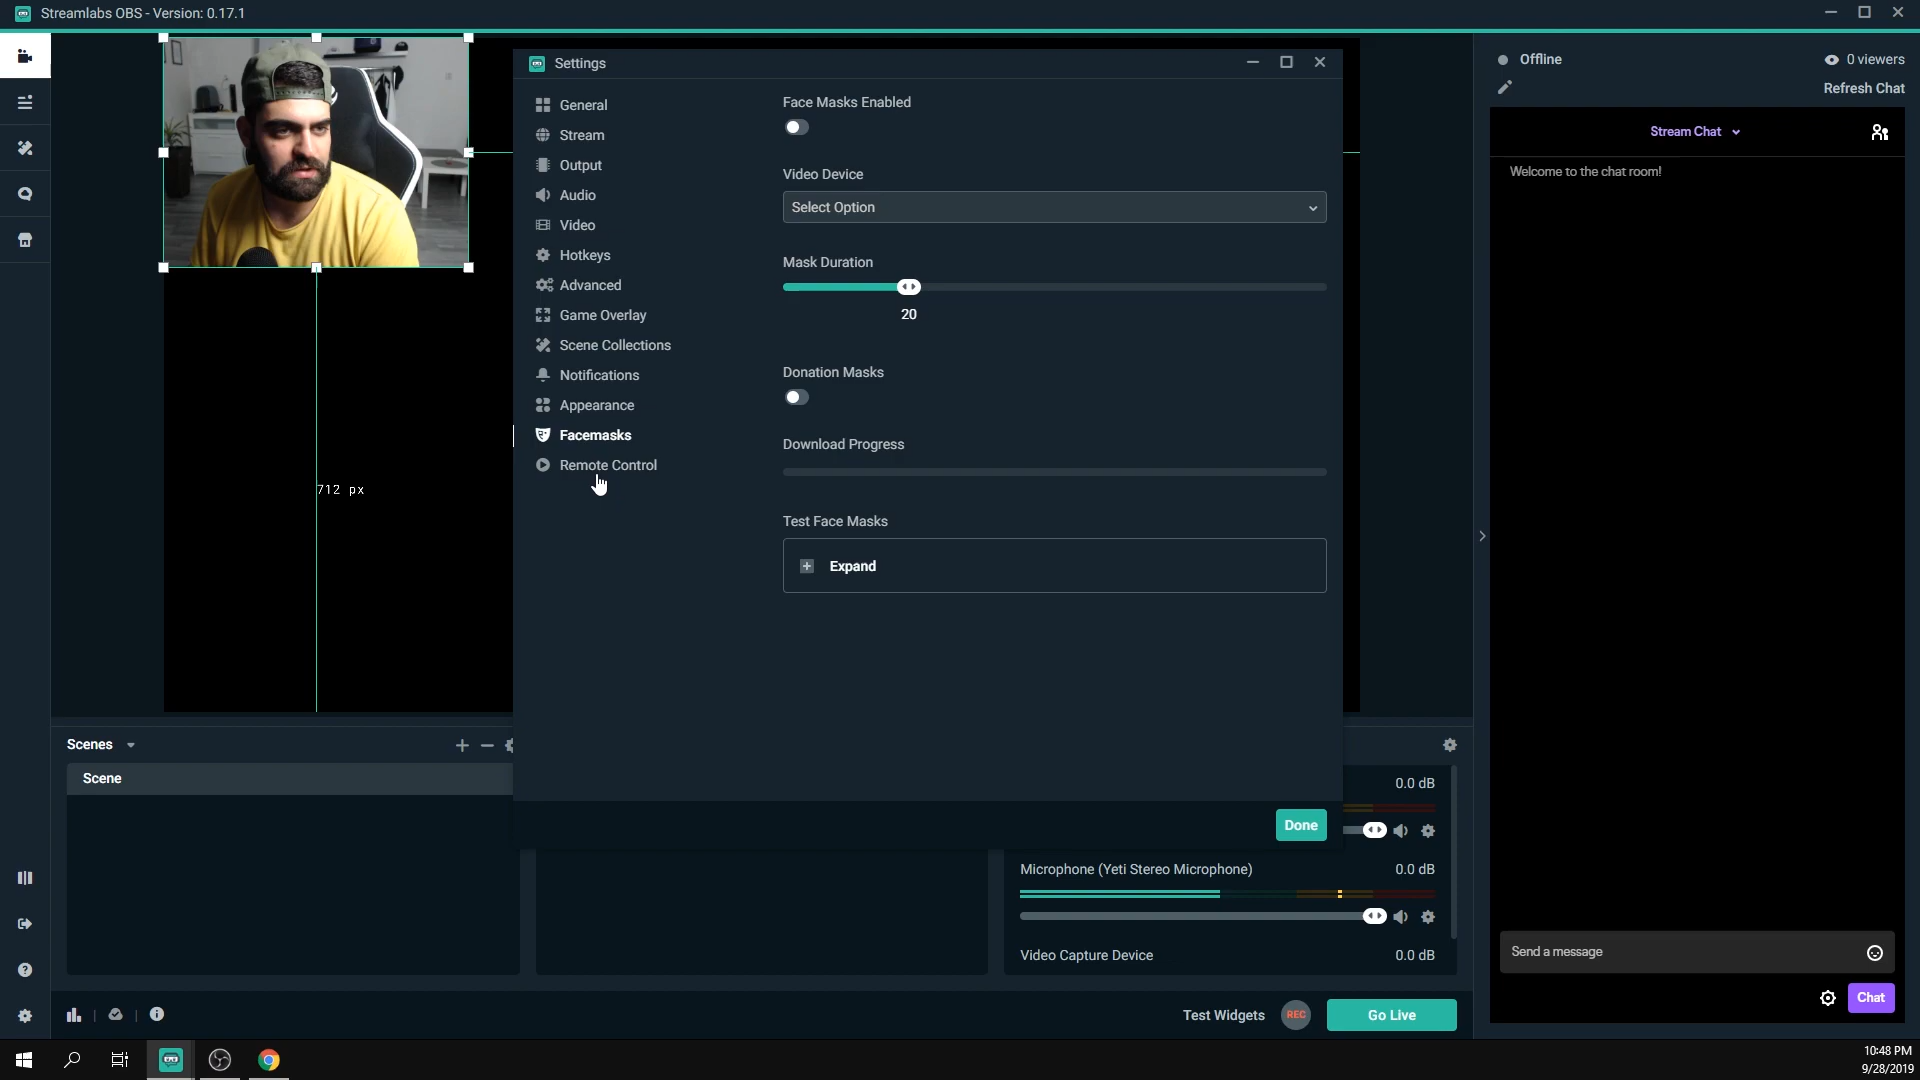 Streamlabs OBS - Version: 0.17.1
Settings
General
Stream
Output
Audio
Video
Hotkeys
Advanced
Game Overlay
Scene Collections
Notifications
Appearance
Facemasks
Remote Control
Face Masks Enabled
Video Device
Select Option
Mask Duration
20
Donation Masks
Download Progress
Test Face Masks
Expand
Done
712 px
Offline
0 viewers
Refresh Chat
Stream Chat
Welcome to the chat room!
Scenes
Scene
0.0 dB
Microphone (Yeti Stereo Microphone)
0.0 dB
Video Capture Device
0.0 dB
Test Widgets
REC
Go Live
Send a message
Chat
10:48 PM
9/28/2019